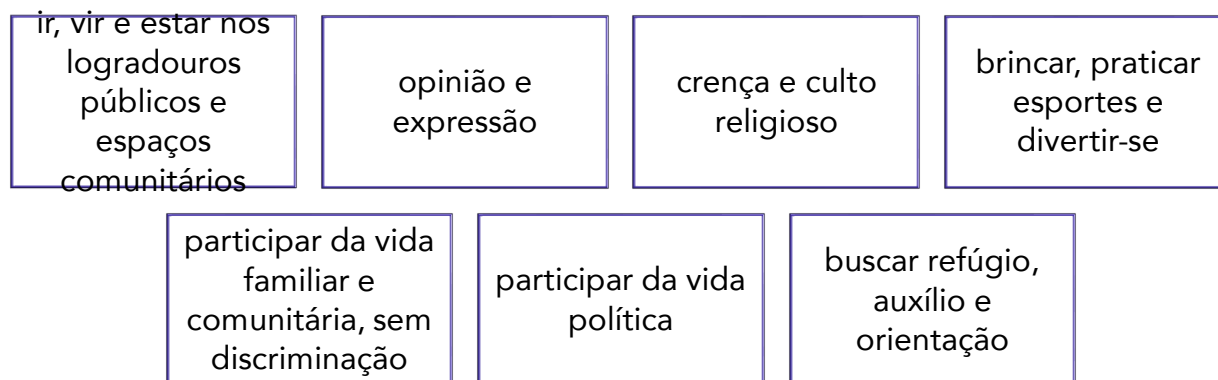 ir, vir e estar nos
logradouros
públicos e
espaços
comunitários
opinião e
expressão
crença e culto
religioso
brincar, praticar
esportes e
divertir-se
participar da vida
familiar e
comunitária, sem
discriminação
participar da vida
política
buscar refúgio,
auxílio e
orientação